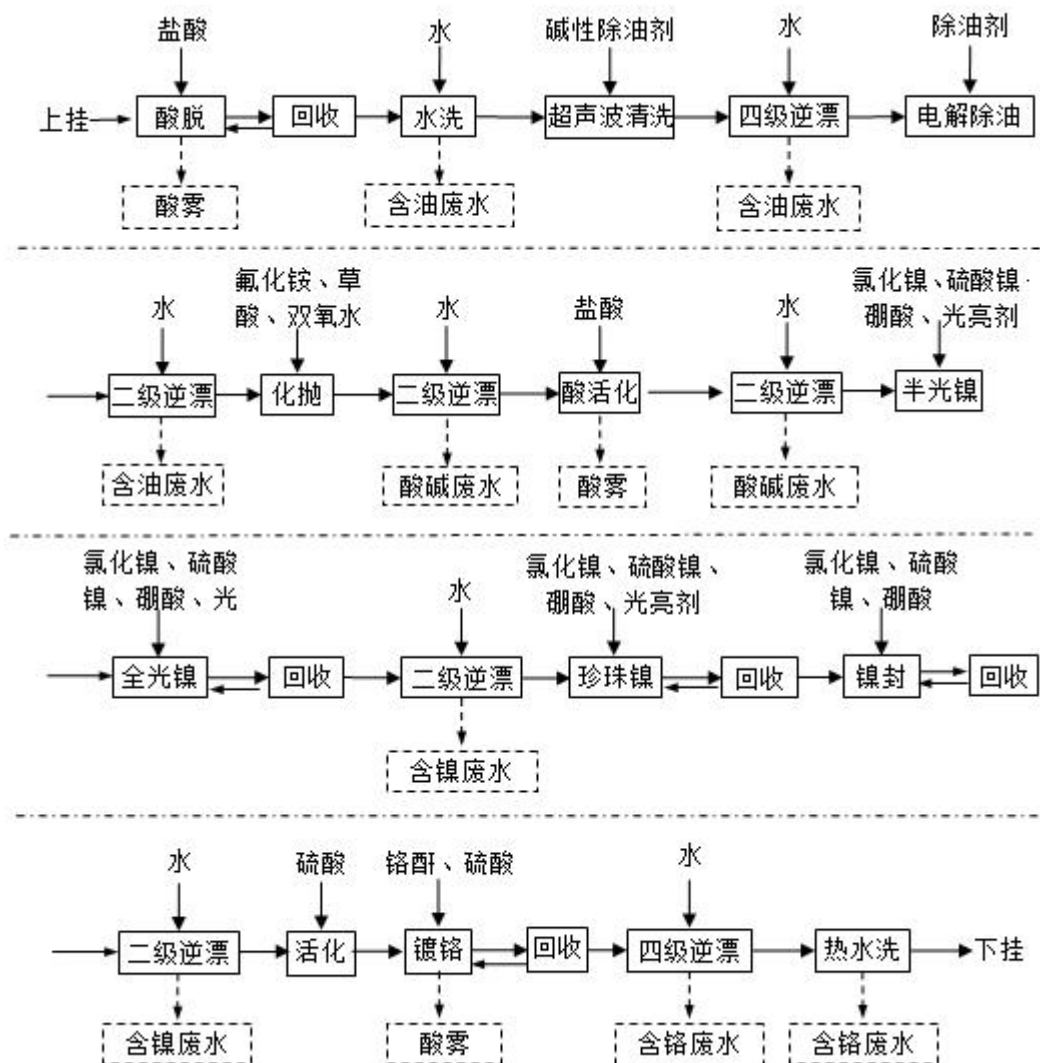 盐酸
水
碱性除油剂
水
除油剂
上挂
酸脱
回收
水洗
超声波清洗
四级逆漂
电解除油
酸雾
含油废水
含油废水
水
氟化铵、草
酸、双氧水
水
盐酸
水
氯化镍、硫酸镍、
硼酸、光亮剂
二级逆漂
化抛
二级逆漂
酸活化
二级逆漂
半光镍
含油废水
酸碱废水
酸雾
酸碱废水
氯化镍、硫酸
镍、硼酸、光
水
氯化镍、硫酸镍、
硼酸、光亮剂
氯化镍、硫酸
镍、硼酸
全光镍
回收
二级逆漂
珍珠镍
回收
镍封
回收
含镍废水
水
硫酸
铬酐、硫酸
水
二级逆漂
活化
镀铬
回收
四级逆漂
热水洗
下挂
含镍废水
酸雾
含铬废水
含铬废水